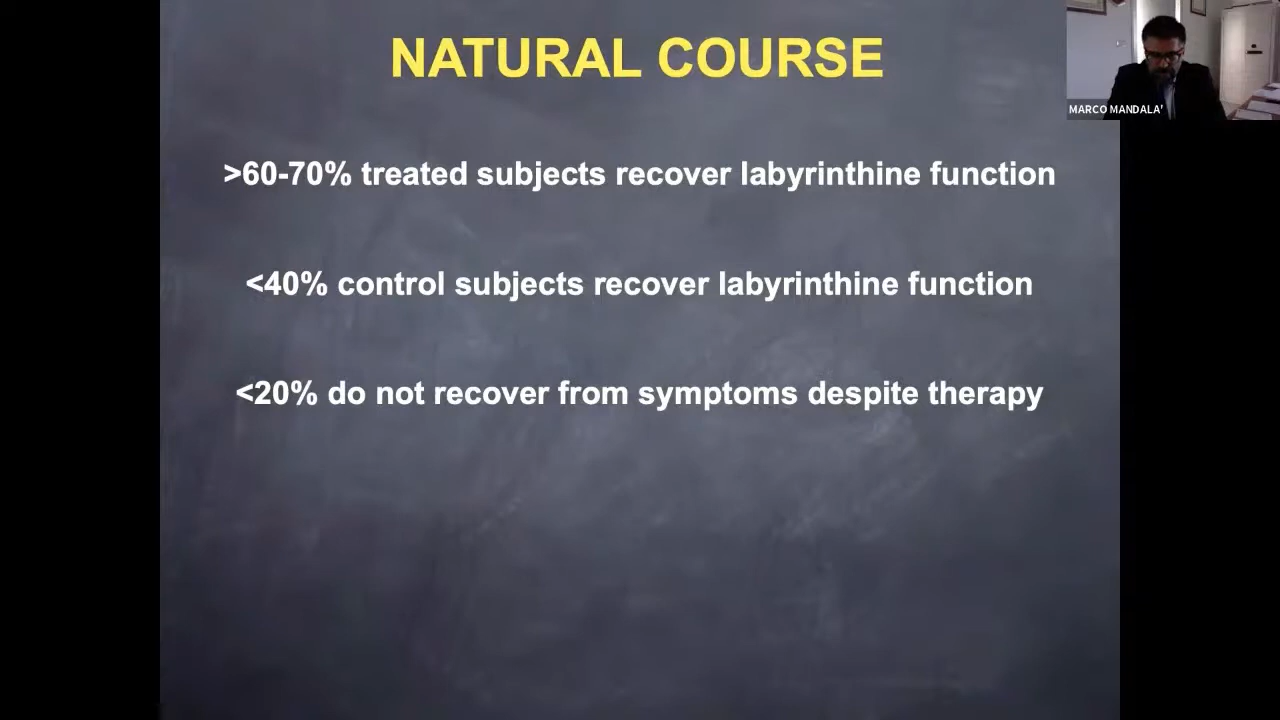 NATURAL COURSE
MARCO MANDALA'
>60-70% treated subjects recover labyrinthine function
<40% control subjects recover labyrinthine function
<20% do not recover from symptoms despite therapy